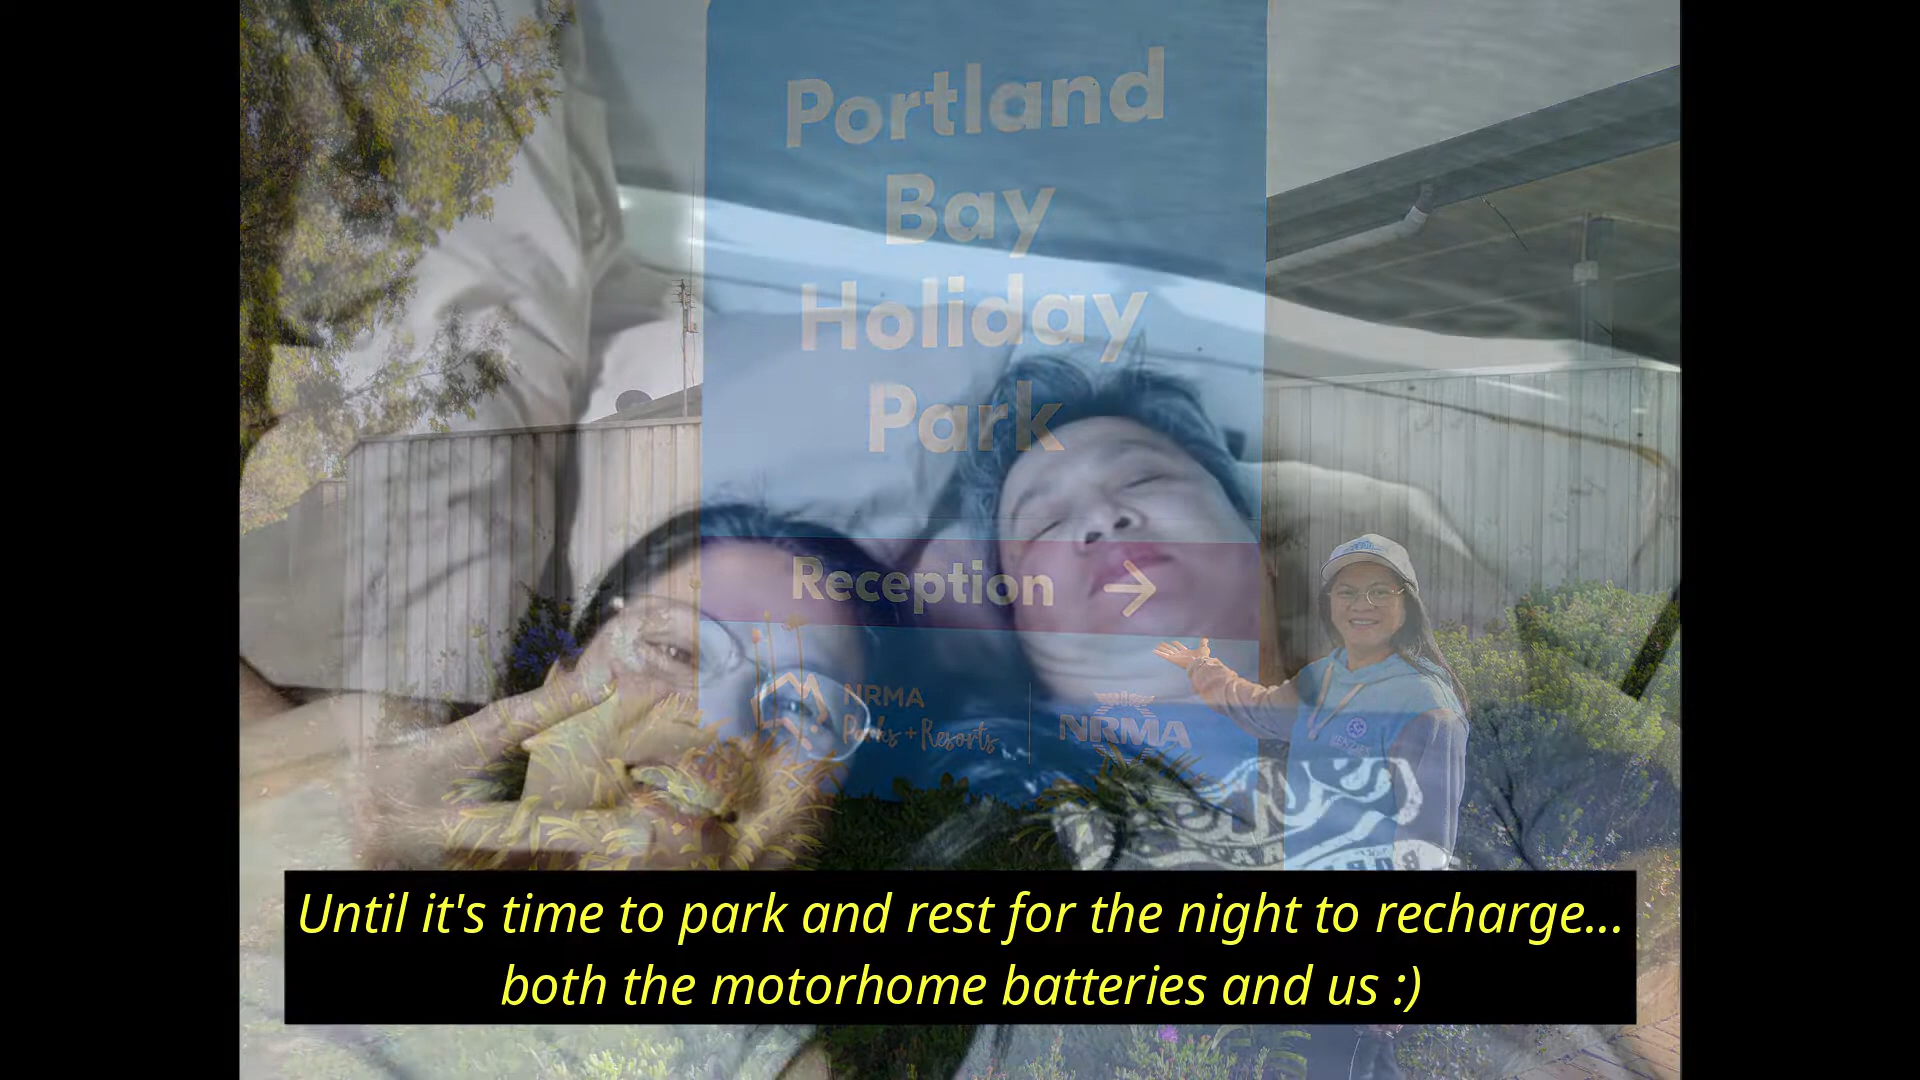 Portland
Bay
Holiday
Park
Reception →
NRMA
Parks + Resorts
NRMA
Until it's time to park and rest for the night to recharge...
both the motorhome batteries and us :)